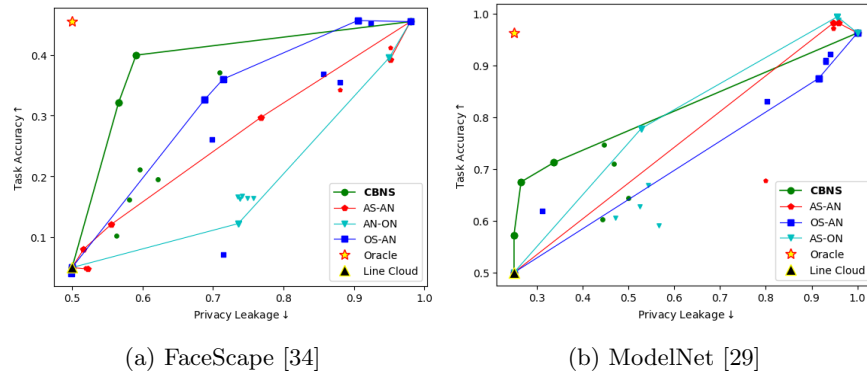 0.4
0.3
0.2
0.1
Task Accuracy↑
0.5 0.6 0.7 0.8 0.9 1.0
Privacy Leakage↓
CBNS
AS-AN
AN-ON
OS-AN
Oracle
Line Cloud
(a) FaceScape [34]
1.0
0.9
0.8
0.7
0.6
0.5
Task Accuracy↑
0.3 0.4 0.5 0.6 0.7 0.8 0.9 1.0
Privacy Leakage↓
CBNS
AS-AN
OS-AN
AS-ON
Oracle
Line Cloud
(b) ModelNet [29]